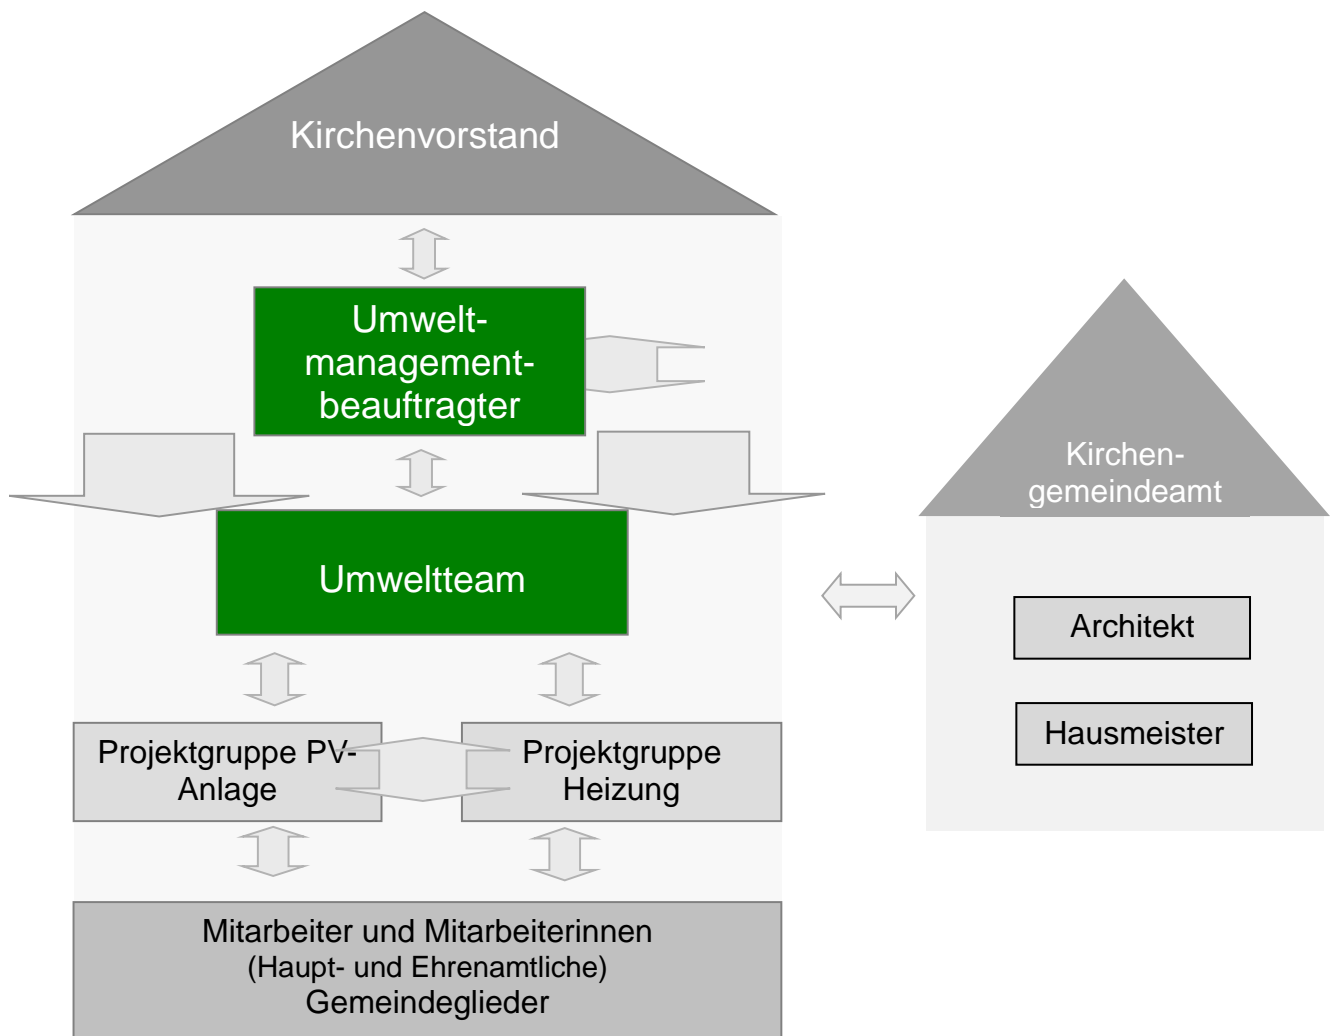 Kirchenvorstand
Umwelt-
management-
beauftragter
Umweltteam
Projektgruppe PV-
Anlage
Projektgruppe
Heizung
Mitarbeiter und Mitarbeiterinnen
(Haupt- und Ehrenamtliche)
Gemeindeglieder
Kirchen-
gemeindeamt
Architekt
Hausmeister